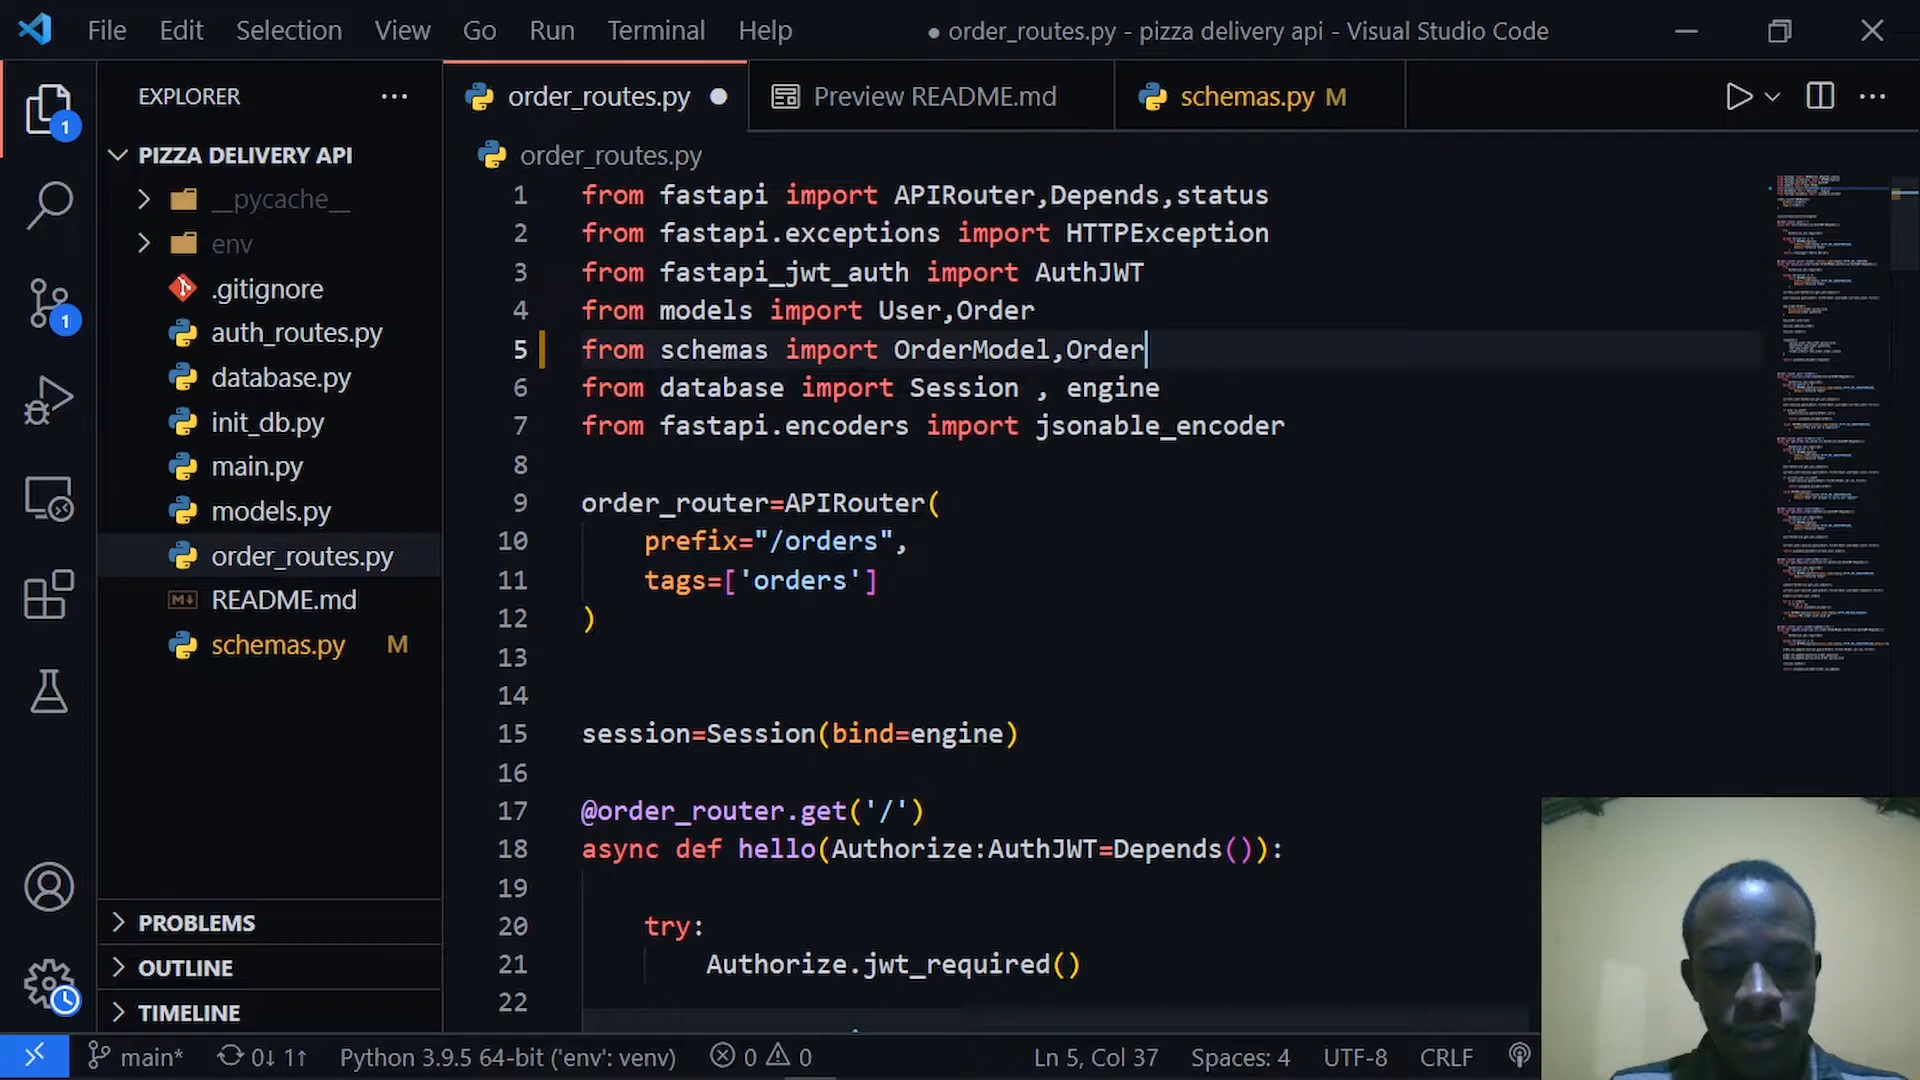 File Edit Selection View Go Run Terminal Help
● order_routes.py - pizza delivery api - Visual Studio Code
EXPLORER
order_routes.py
Preview README.md
schemas.py M
1
1
PIZZA DELIVERY API
__pycache__
env
.gitignore
auth_routes.py
database.py
init_db.py
main.py
models.py
order_routes.py
README.md
schemas.py M
PROBLEMS
OUTLINE
TIMELINE
order_routes.py
1 from fastapi import APIRouter,Depends,status
2 from fastapi.exceptions import HTTPException
3 from fastapi_jwt_auth import AuthJWT
4 from models import User,Order
5 from schemas import OrderModel,Order
6 from database import Session , engine
7 from fastapi.encoders import jsonable_encoder
8
9 order_router=APIRouter(
10 prefix="/orders",
11 tags=['orders']
12 )
13
14
15 session=Session(bind=engine)
16
17 @order_router.get('/')
18 async def hello(Authorize:AuthJWT=Depends()):
19
20 try:
21 Authorize.jwt_required()
22
main* 0↓ 1↑ Python 3.9.5 64-bit ('env': venv) 0 0 Ln 5, Col 37 Spaces: 4 UTF-8 CRLF